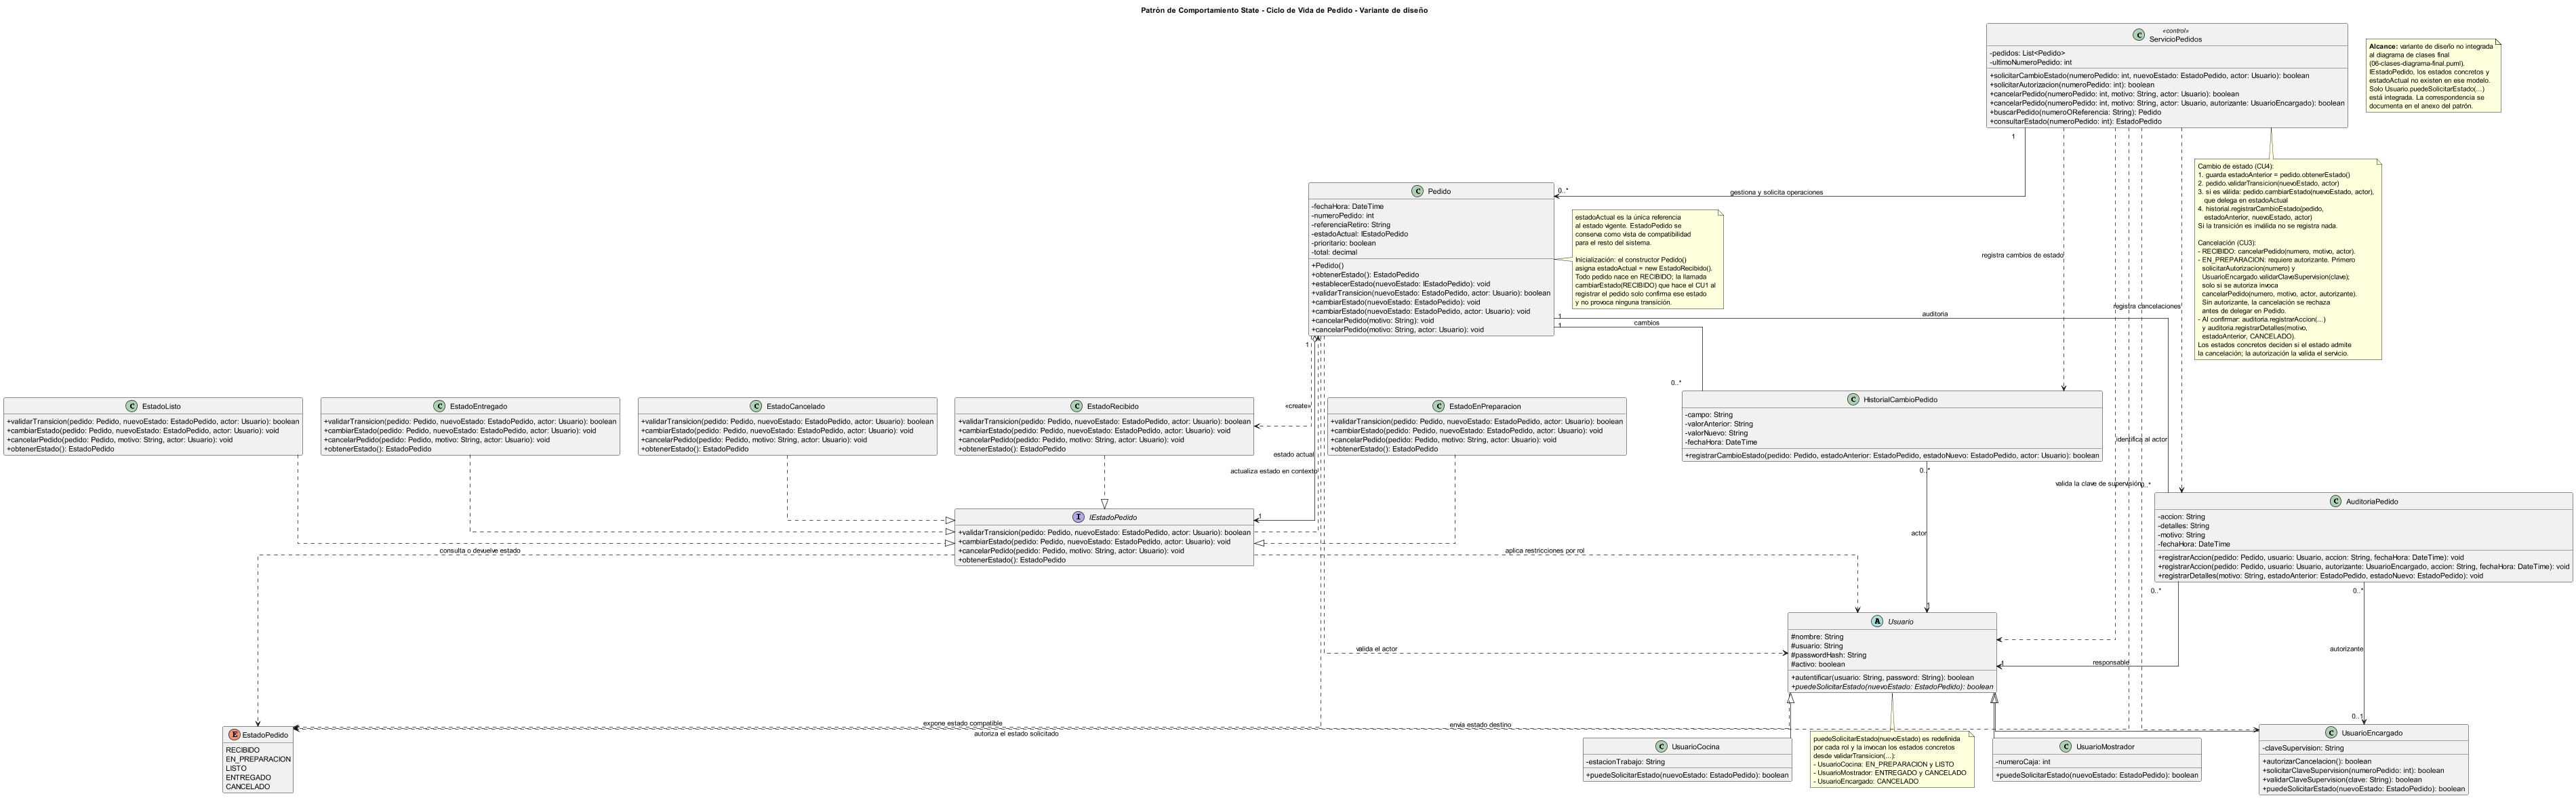 Patrón de Comportamiento State - Ciclo de Vida de Pedido - Variante de diseño
«control»
ServicioPedidos
-pedidos: List<Pedido>
-ultimoNumeroPedido: int
+solicitarCambioEstado(numeroPedido: int, nuevoEstado: EstadoPedido, actor: Usuario): boolean
+solicitarAutorizacion(numeroPedido: int): boolean
+cancelarPedido(numeroPedido: int, motivo: String, actor: Usuario): boolean
+cancelarPedido(numeroPedido: int, motivo: String, actor: Usuario, autorizante: UsuarioEncargado): boolean
+buscarPedido(numeroOReferencia: String): Pedido
+consultarEstado(numeroPedido: int): EstadoPedido
Alcance: variante de diseño no integrada
al diagrama de clases final
(06-clases-diagrama-final.puml).
IEstadoPedido, los estados concretos y
estadoActual no existen en ese modelo.
Solo Usuario.puedeSolicitarEstado(...)
está integrada. La correspondencia se
documenta en el anexo del patrón.
Cambio de estado (CU4):
1. guarda estadoAnterior = pedido.obtenerEstado()
2. pedido.validarTransicion(nuevoEstado, actor)
3. si es válida: pedido.cambiarEstado(nuevoEstado, actor),
que delega en estadoActual
4. historial.registrarCambioEstado(pedido,
estadoAnterior, nuevoEstado, actor)
Si la transición es inválida no se registra nada.
Cancelación (CU3):
- RECIBIDO: cancelarPedido(numero, motivo, actor).
- EN_PREPARACION: requiere autorizante. Primero
solicitarAutorizacion(numero) y
UsuarioEncargado.validarClaveSupervision(clave);
solo si se autoriza invoca
cancelarPedido(numero, motivo, actor, autorizante).
Sin autorizante, la cancelación se rechaza
antes de delegar en Pedido.
- Al confirmar: auditoria.registrarAccion(...)
y auditoria.registrarDetalles(motivo,
estadoAnterior, CANCELADO).
Los estados concretos deciden si el estado admite
la cancelación; la autorización la valida el servicio.
1
0..*
gestiona y solicita operaciones
Pedido
-fechaHora: DateTime
-numeroPedido: int
-referenciaRetiro: String
-estadoActual: IEstadoPedido
-prioritario: boolean
-total: decimal
+Pedido()
+obtenerEstado(): EstadoPedido
+establecerEstado(nuevoEstado: IEstadoPedido): void
+validarTransicion(nuevoEstado: EstadoPedido, actor: Usuario): boolean
+cambiarEstado(nuevoEstado: EstadoPedido): void
+cambiarEstado(nuevoEstado: EstadoPedido, actor: Usuario): void
+cancelarPedido(motivo: String): void
+cancelarPedido(motivo: String, actor: Usuario): void
estadoActual es la única referencia
al estado vigente. EstadoPedido se
conserva como vista de compatibilidad
para el resto del sistema.
Inicialización: el constructor Pedido()
asigna estadoActual = new EstadoRecibido().
Todo pedido nace en RECIBIDO; la llamada
cambiarEstado(RECIBIDO) que hace el CU1 al
registrar el pedido solo confirma ese estado
y no provoca ninguna transición.
registra cambios de estado
registra cancelaciones
1
auditoria
1
cambios
1
0..*
EstadoListo
+validarTransicion(pedido: Pedido, nuevoEstado: EstadoPedido, actor: Usuario): boolean
+cambiarEstado(pedido: Pedido, nuevoEstado: EstadoPedido, actor: Usuario): void
+cancelarPedido(pedido: Pedido, motivo: String, actor: Usuario): void
+obtenerEstado(): EstadoPedido
EstadoEntregado
+validarTransicion(pedido: Pedido, nuevoEstado: EstadoPedido, actor: Usuario): boolean
+cambiarEstado(pedido: Pedido, nuevoEstado: EstadoPedido, actor: Usuario): void
+cancelarPedido(pedido: Pedido, motivo: String, actor: Usuario): void
+obtenerEstado(): EstadoPedido
EstadoCancelado
+validarTransicion(pedido: Pedido, nuevoEstado: EstadoPedido, actor: Usuario): boolean
+cambiarEstado(pedido: Pedido, nuevoEstado: EstadoPedido, actor: Usuario): void
+cancelarPedido(pedido: Pedido, motivo: String, actor: Usuario): void
+obtenerEstado(): EstadoPedido
EstadoRecibido
+validarTransicion(pedido: Pedido, nuevoEstado: EstadoPedido, actor: Usuario): boolean
+cambiarEstado(pedido: Pedido, nuevoEstado: EstadoPedido, actor: Usuario): void
+cancelarPedido(pedido: Pedido, motivo: String, actor: Usuario): void
+obtenerEstado(): EstadoPedido
«create»
EstadoEnPreparacion
+validarTransicion(pedido: Pedido, nuevoEstado: EstadoPedido, actor: Usuario): boolean
+cambiarEstado(pedido: Pedido, nuevoEstado: EstadoPedido, actor: Usuario): void
+cancelarPedido(pedido: Pedido, motivo: String, actor: Usuario): void
+obtenerEstado(): EstadoPedido
HistorialCambioPedido
-campo: String
-valorAnterior: String
-valorNuevo: String
-fechaHora: DateTime
+registrarCambioEstado(pedido: Pedido, estadoAnterior: EstadoPedido, estadoNuevo: EstadoPedido, actor: Usuario): boolean
identifica al actor
estado actual
actualiza estado en contexto
0..*
valida la clave de supervisión
0..*
IEstadoPedido
+validarTransicion(pedido: Pedido, nuevoEstado: EstadoPedido, actor: Usuario): boolean
+cambiarEstado(pedido: Pedido, nuevoEstado: EstadoPedido, actor: Usuario): void
+cancelarPedido(pedido: Pedido, motivo: String, actor: Usuario): void
+obtenerEstado(): EstadoPedido
1
AuditoriaPedido
-accion: String
-detalles: String
-motivo: String
-fechaHora: DateTime
+registrarAccion(pedido: Pedido, usuario: Usuario, accion: String, fechaHora: DateTime): void
+registrarAccion(pedido: Pedido, usuario: Usuario, autorizante: UsuarioEncargado, accion: String, fechaHora: DateTime): void
+registrarDetalles(motivo: String, estadoAnterior: EstadoPedido, estadoNuevo: EstadoPedido): void
actor
consulta o devuelve estado
aplica restricciones por rol
0..*
0..*
1
Usuario
#nombre: String
#usuario: String
#passwordHash: String
#activo: boolean
+autentificar(usuario: String, password: String): boolean
+puedeSolicitarEstado(nuevoEstado: EstadoPedido): boolean
valida el actor
autorizante
1
responsable
0..1
expone estado compatible
envía estado destino
autoriza el estado solicitado
EstadoPedido
RECIBIDO
EN_PREPARACION
LISTO
ENTREGADO
CANCELADO
UsuarioCocina
-estacionTrabajo: String
+puedeSolicitarEstado(nuevoEstado: EstadoPedido): boolean
puedeSolicitarEstado(nuevoEstado) es redefinida
por cada rol y la invocan los estados concretos
desde validarTransicion(...):
- UsuarioCocina: EN_PREPARACION y LISTO
- UsuarioMostrador: ENTREGADO y CANCELADO
- UsuarioEncargado: CANCELADO
UsuarioMostrador
-numeroCaja: int
+puedeSolicitarEstado(nuevoEstado: EstadoPedido): boolean
UsuarioEncargado
-claveSupervision: String
+autorizarCancelacion(): boolean
+solicitarClaveSupervision(numeroPedido: int): boolean
+validarClaveSupervision(clave: String): boolean
+puedeSolicitarEstado(nuevoEstado: EstadoPedido): boolean